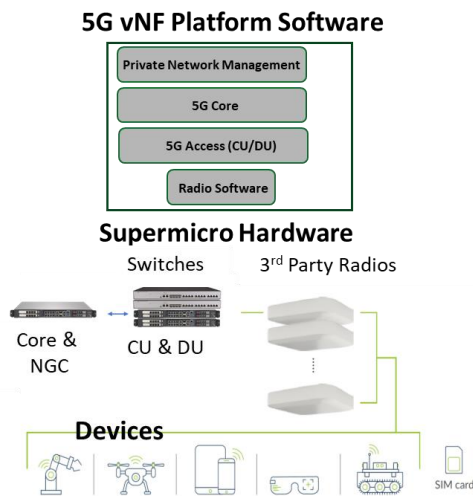 5G vNF Platform Software
Private Network Management
5G Core
5G Access (CU/DU)
Radio Software
Supermicro Hardware
Switches
3rd Party Radios
Core &
NGC
CU & DU
Devices
SIM card